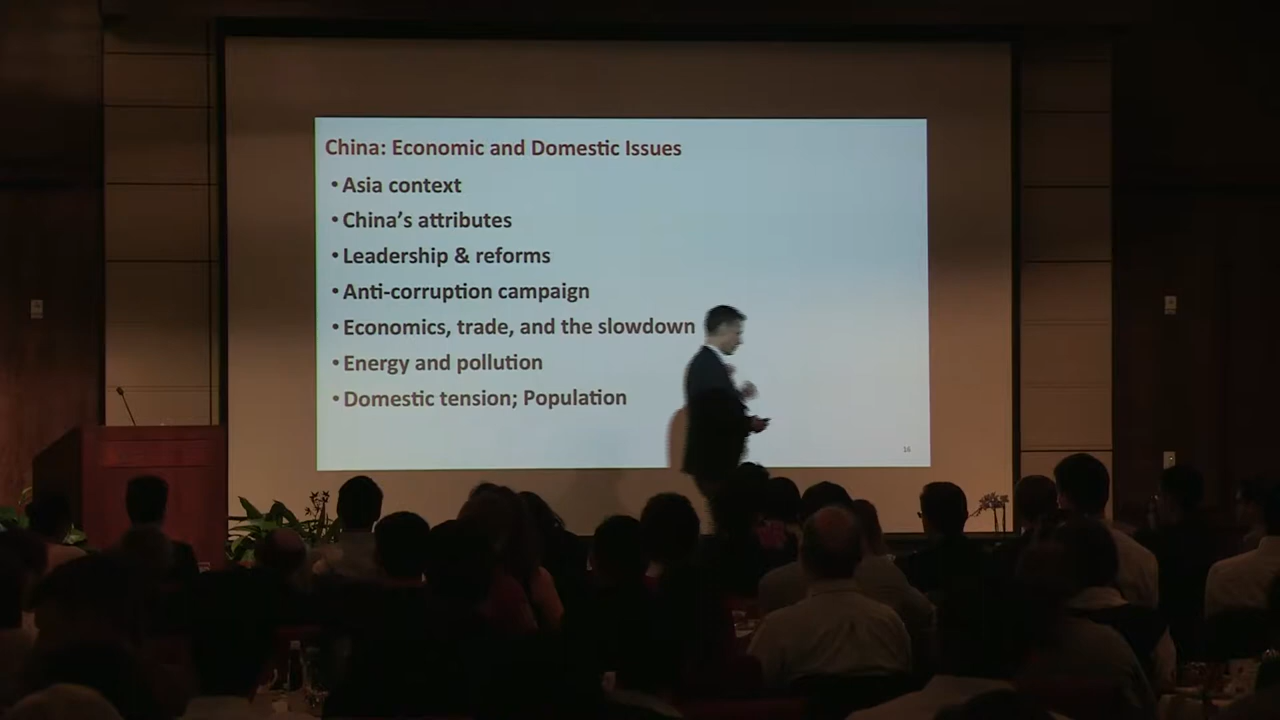 China: Economic and Domestic Issues
• Asia context
• China's attributes
• Leadership & reforms
• Anti-corruption campaign
• Economics, trade, and the slowdown
• Energy and pollution
• Domestic tension; Population
16